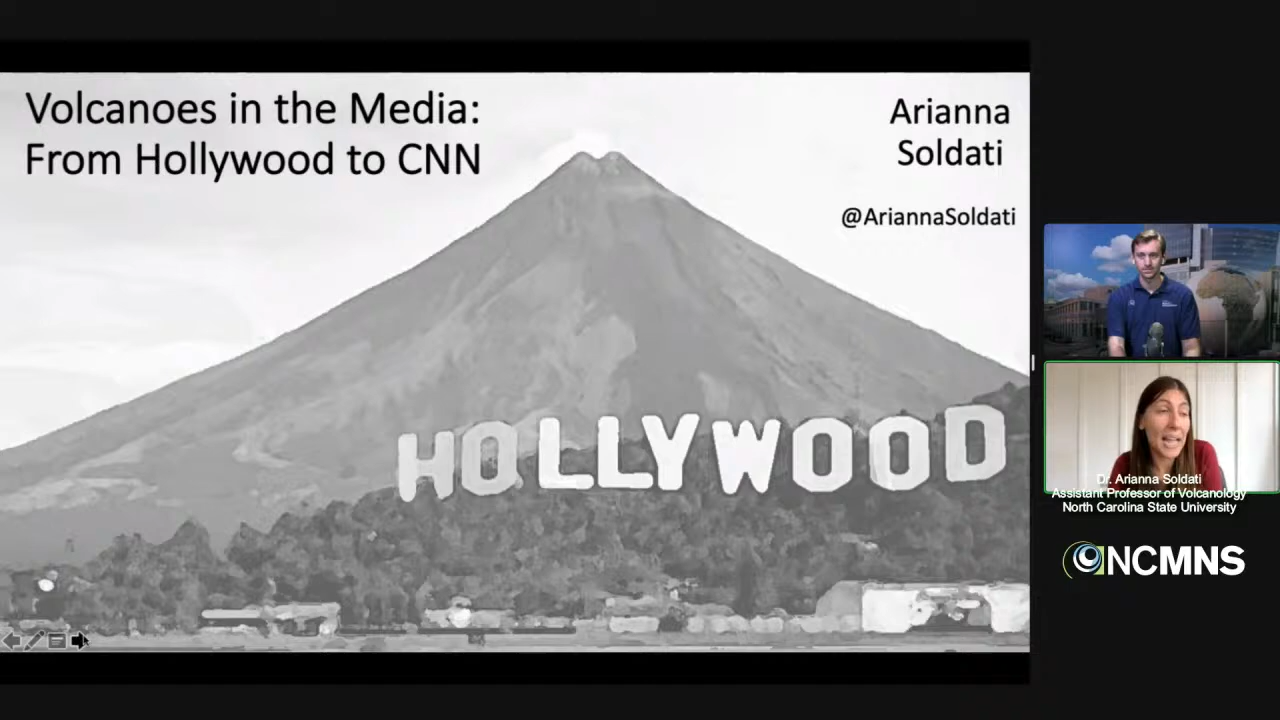 Volcanoes in the Media:
From Hollywood to CNN
Arianna
Soldati
@AriannaSoldati
HOLLYWOOD
Dr. Arianna Soldati
Assistant Professor of Volcanology
North Carolina State University
NCMNS